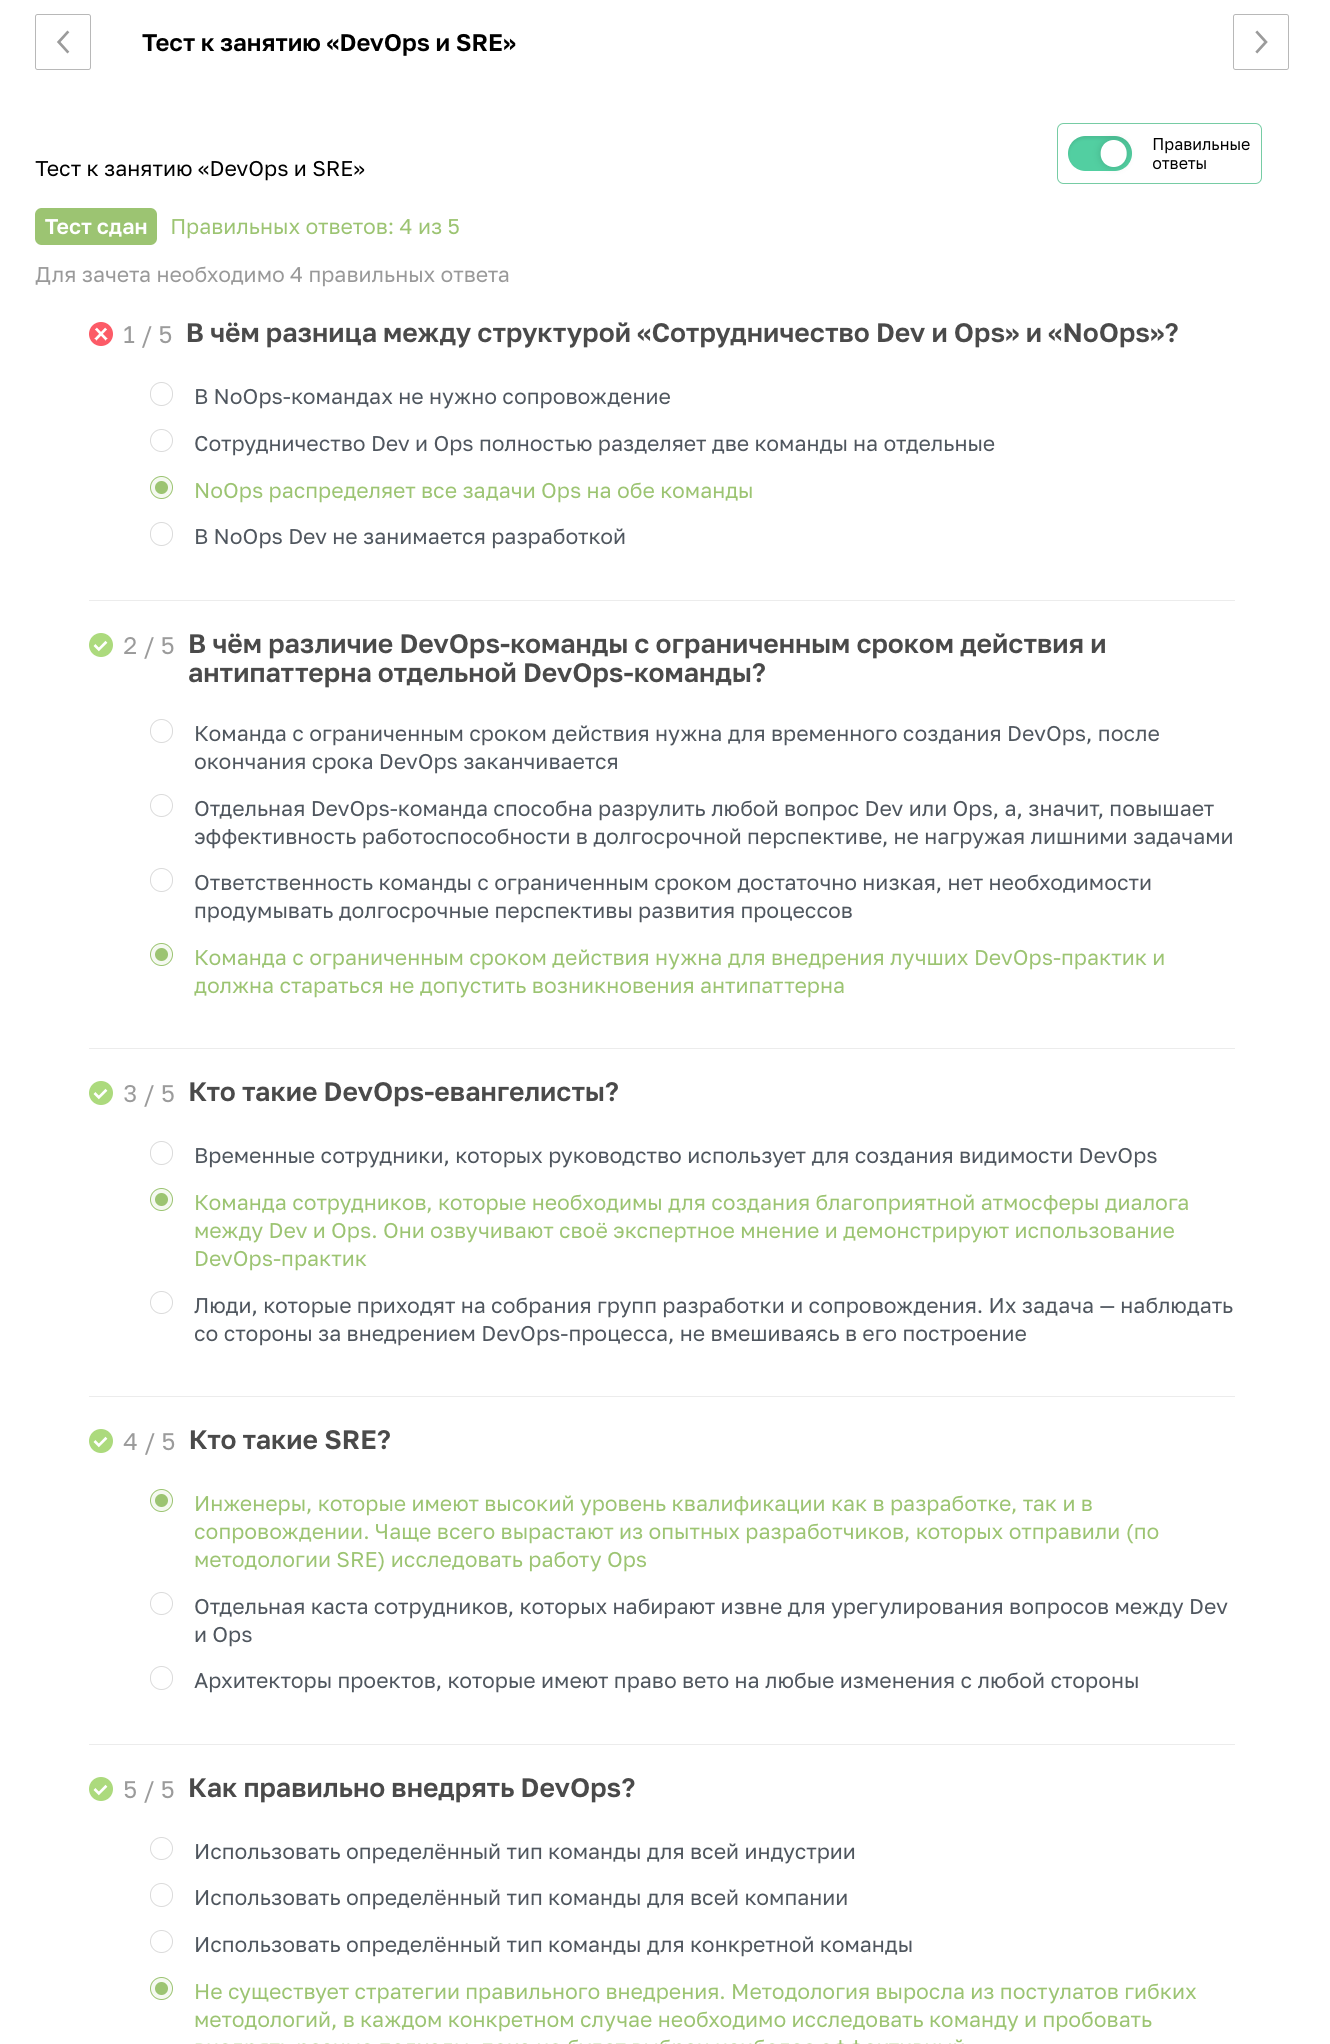 Тест к занятию «DevOps и SRE»
Правильные
ответы
Тест к занятию «DevOps и SRE»
Тест сдан Правильных ответов: 4 из 5
Для зачета необходимо 4 правильных ответа
1 / 5 В чём разница между структурой «Сотрудничество Dev и Ops» и «NoOps»?
В NoOps-командах не нужно сопровождение
Сотрудничество Dev и Ops полностью разделяет две команды на отдельные
NoOps распределяет все задачи Ops на обе команды
В NoOps Dev не занимается разработкой
2 / 5 В чём различие DevOps-команды с ограниченным сроком действия и
антипаттерна отдельной DevOps-команды?
Команда с ограниченным сроком действия нужна для временного создания DevOps, после
окончания срока DevOps заканчивается
Отдельная DevOps-команда способна разрулить любой вопрос Dev или Ops, а, значит, повышает
эффективность работоспособности в долгосрочной перспективе, не нагружая лишними задачами
Ответственность команды с ограниченным сроком достаточно низкая, нет необходимости
продумывать долгосрочные перспективы развития процессов
Команда с ограниченным сроком действия нужна для внедрения лучших DevOps-практик и
должна стараться не допустить возникновения антипаттерна
3 / 5 Кто такие DevOps-евангелисты?
Временные сотрудники, которых руководство использует для создания видимости DevOps
Команда сотрудников, которые необходимы для создания благоприятной атмосферы диалога
между Dev и Ops. Они озвучивают своё экспертное мнение и демонстрируют использование
DevOps-практик
Люди, которые приходят на собрания групп разработки и сопровождения. Их задача — наблюдать
со стороны за внедрением DevOps-процесса, не вмешиваясь в его построение
4 / 5 Кто такие SRE?
Инженеры, которые имеют высокий уровень квалификации как в разработке, так и в
сопровождении. Чаще всего вырастают из опытных разработчиков, которых отправили (по
методологии SRE) исследовать работу Ops
Отдельная каста сотрудников, которых набирают извне для урегулирования вопросов между Dev
и Ops
Архитекторы проектов, которые имеют право вето на любые изменения с любой стороны
5 / 5 Как правильно внедрять DevOps?
Использовать определённый тип команды для всей индустрии
Использовать определённый тип команды для всей компании
Использовать определённый тип команды для конкретной команды
Не существует стратегии правильного внедрения. Методология выросла из постулатов гибких
методологий, в каждом конкретном случае необходимо исследовать команду и пробовать